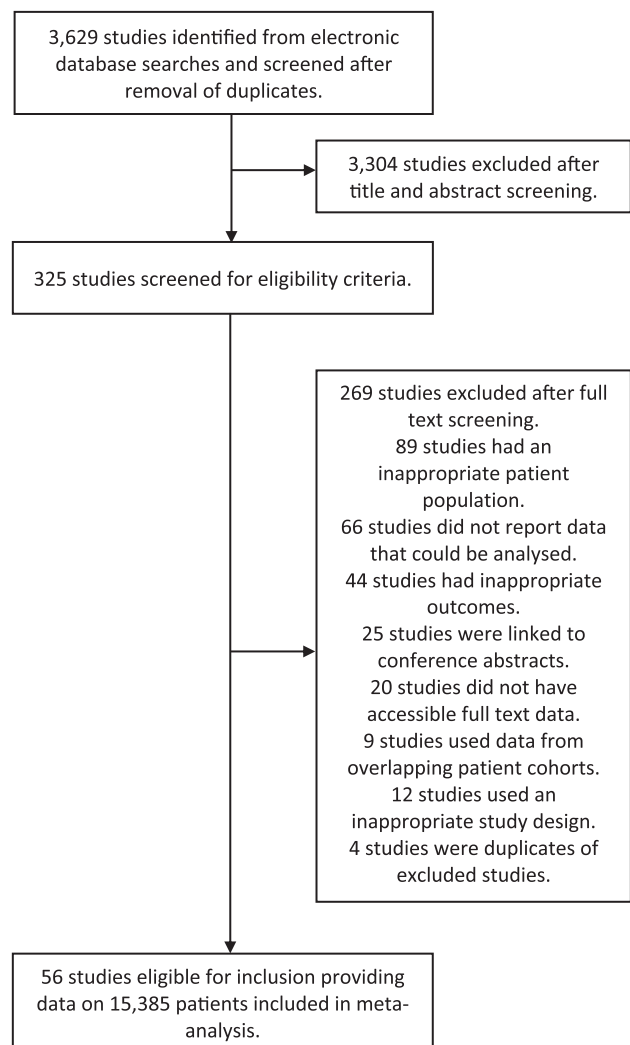 3,629 studies identified from electronic
database searches and screened after
removal of duplicates.
3,304 studies excluded after
title and abstract screening.
325 studies screened for eligibility criteria.
269 studies excluded after full
text screening.
89 studies had an
inappropriate patient
population.
66 studies did not report data
that could be analysed.
44 studies had inappropriate
outcomes.
25 studies were linked to
conference abstracts.
20 studies did not have
accessible full text data.
9 studies used data from
overlapping patient cohorts.
12 studies used an
inappropriate study design.
4 studies were duplicates of
excluded studies.
56 studies eligible for inclusion providing
data on 15,385 patients included in meta-
analysis.